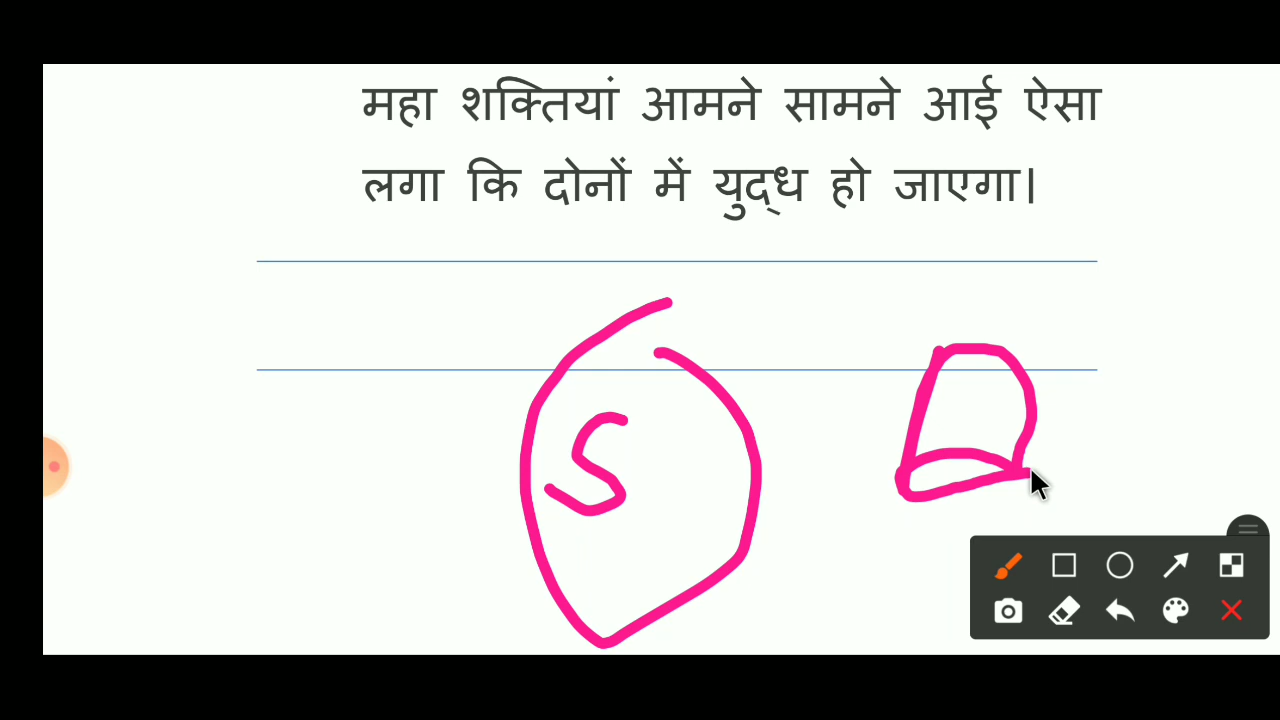 महा शक्तियां आमने सामने आई ऐसा
लगा कि दोनों में युद्ध हो जाएगा।
S